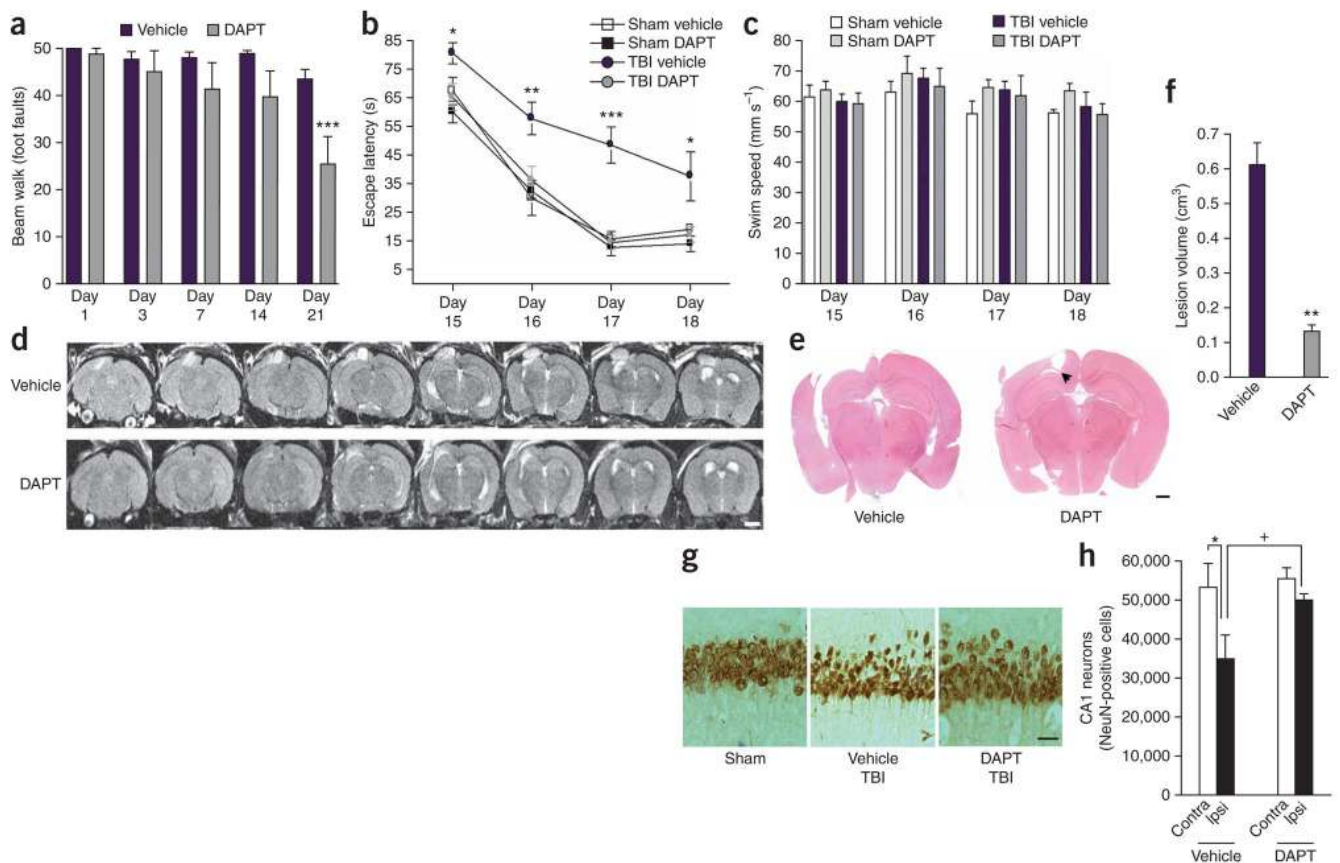 a
Vehicle
DAPT
Beam walk (foot faults)
50
40
30
20
50
0
***
Day Day Day Day Day
1 3 7 14 21
b
Sham vehicle
Sham DAPT
TBI vehicle
TBI DAPT
Escape latency (s)
85
75
65
55
45
35
25
15
5
*
**
***
*
Day Day Day Day
15 16 17 18
c
Sham vehicle
Sham DAPT
TBI vehicle
TBI DAPT
Swim speed (mm s⁻¹)
80
70
60
50
40
30
20
10
0
Day Day Day Day
15 16 17 18
d
Vehicle
DAPT
e
Vehicle
DAPT
f
Lesion volume (cm³)
0.7
0.6
0.5
0.4
0.3
0.2
0.1
0.0
**
Vehicle
DAPT
g
Sham
Vehicle
TBI
DAPT
TBI
h
CA1 neurons
(NeuN-positive cells)
60,000
50,000
40,000
30,000
20,000
10,000
0
*
+
Contra
Ipsi
Contra
Ipsi
Vehicle
DAPT